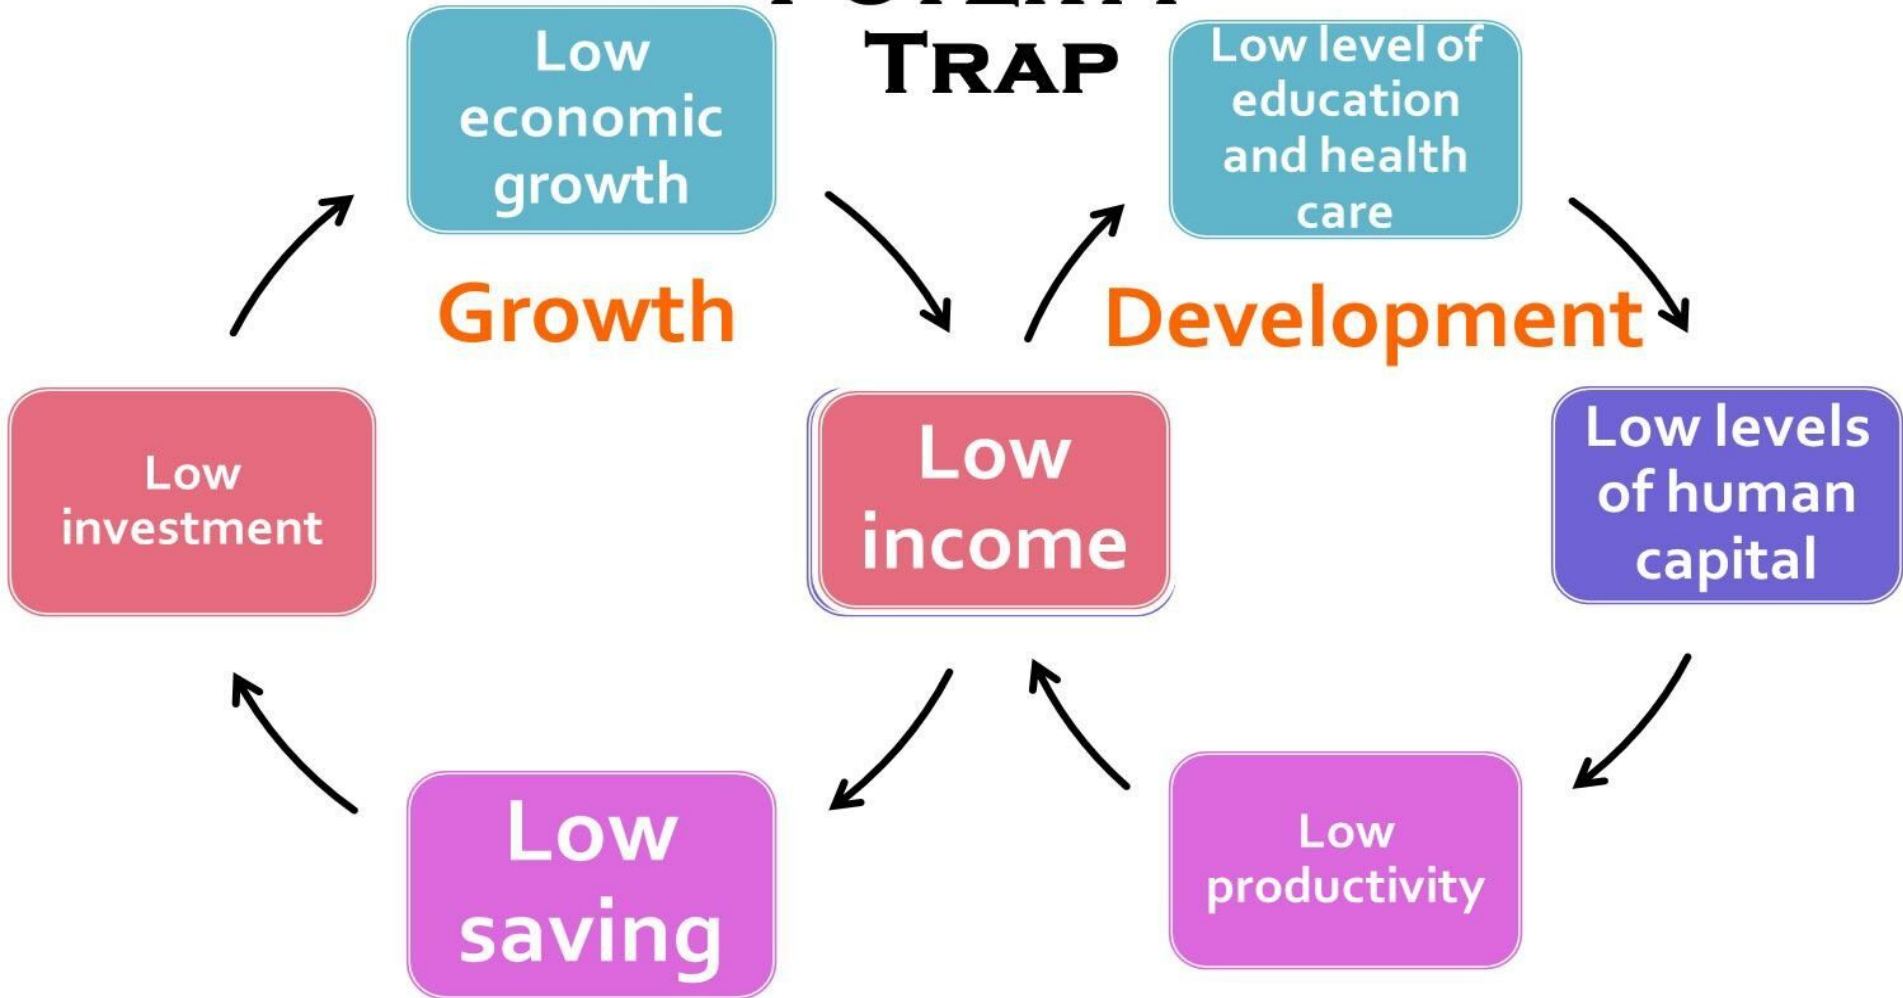 TRAP
Low
economic
growth
Low level of
education
and health
care
Growth
Development
Low
investment
Low
income
Low levels
of human
capital
Low
saving
Low
productivity